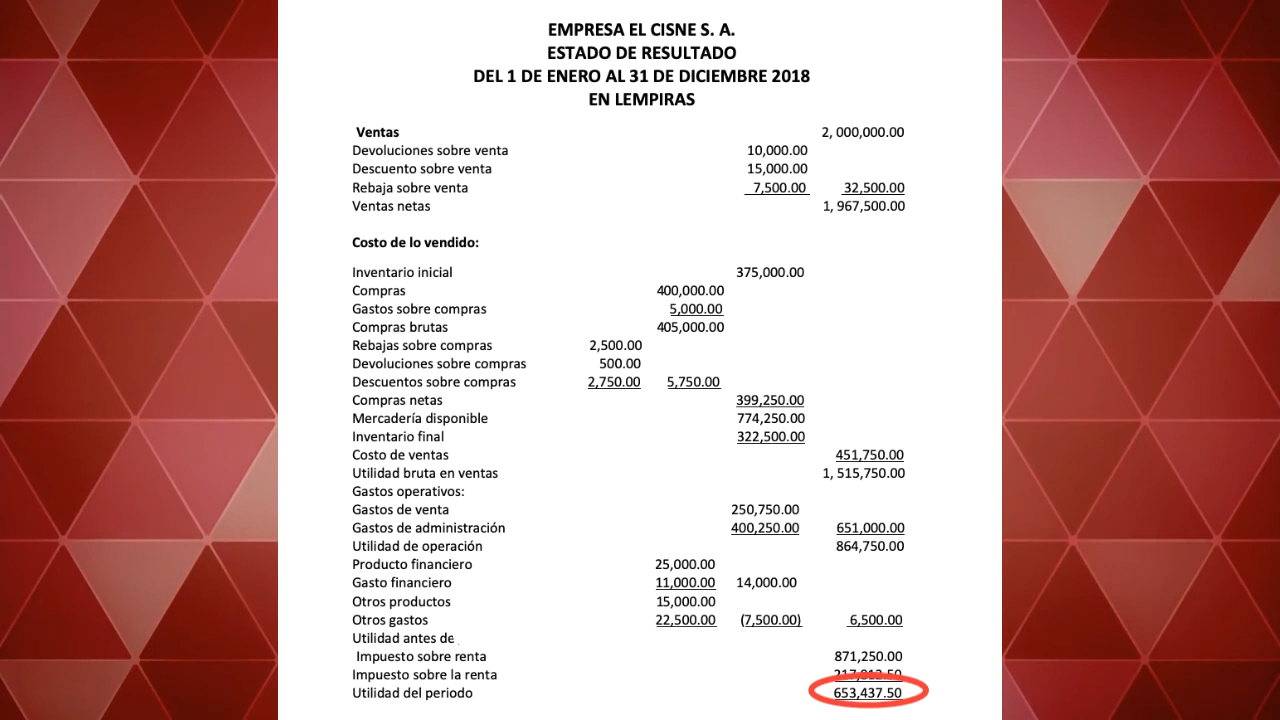 EMPRESA EL CISNE S. A.
ESTADO DE RESULTADO
DEL 1 DE ENERO AL 31 DE DICIEMBRE 2018
EN LEMPIRAS
Ventas 2, 000,000.00
Devoluciones sobre venta 10,000.00
Descuento sobre venta 15,000.00
Rebaja sobre venta 7,500.00 32,500.00
Ventas netas 1, 967,500.00
Costo de lo vendido:
Inventario inicial 375,000.00
Compras 400,000.00
Gastos sobre compras 5,000.00
Compras brutas 405,000.00
Rebajas sobre compras 2,500.00
Devoluciones sobre compras 500.00
Descuentos sobre compras 2,750.00 5,750.00
Compras netas 399,250.00
Mercadería disponible 774,250.00
Inventario final 322,500.00
Costo de ventas 451,750.00
Utilidad bruta en ventas 1, 515,750.00
Gastos operativos:
Gastos de venta 250,750.00
Gastos de administración 400,250.00 651,000.00
Utilidad de operación 864,750.00
Producto financiero 25,000.00
Gasto financiero 11,000.00 14,000.00
Otros productos 15,000.00
Otros gastos 22,500.00 (7,500.00) 6,500.00
Utilidad antes de
Impuesto sobre renta 871,250.00
Impuesto sobre la renta 217,812.50
Utilidad del periodo 653,437.50